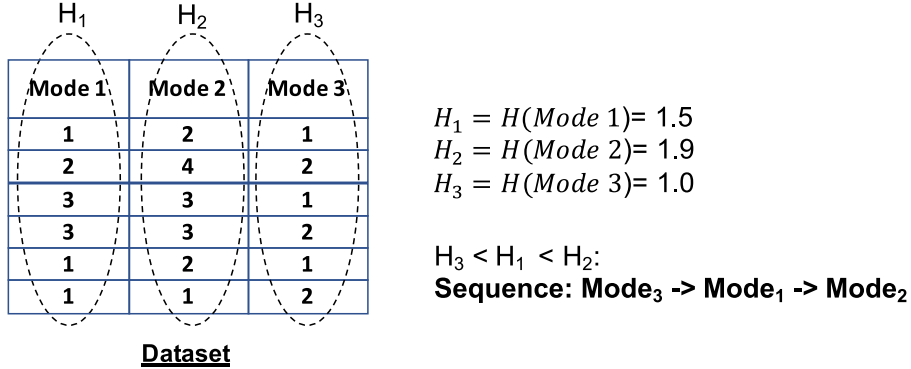 H₁ H₂ H₃
Mode 1 Mode 2 Mode 3
1 2 1
2 4 2
3 3 1
3 3 2
1 2 1
1 1 2
Dataset
H₁ = H(Mode 1)= 1.5
H₂ = H(Mode 2)= 1.9
H₃ = H(Mode 3)= 1.0
H₃ < H₁ < H₂:
Sequence: Mode₃ -> Mode₁ -> Mode₂